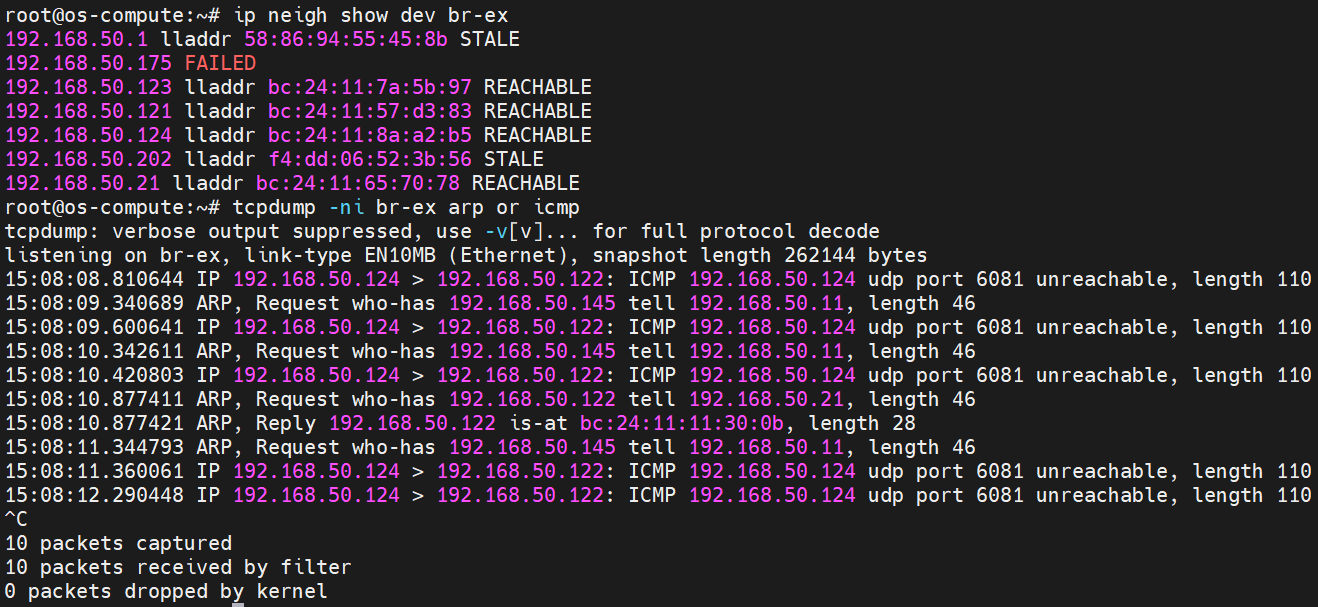 root@os-compute:~# ip neigh show dev br-ex
192.168.50.1 lladdr 58:86:94:55:45:8b STALE
192.168.50.175 FAILED
192.168.50.123 lladdr bc:24:11:7a:5b:97 REACHABLE
192.168.50.121 lladdr bc:24:11:57:d3:83 REACHABLE
192.168.50.124 lladdr bc:24:11:8a:a2:b5 REACHABLE
192.168.50.202 lladdr f4:dd:06:52:3b:56 STALE
192.168.50.21 lladdr bc:24:11:65:70:78 REACHABLE
root@os-compute:~# tcpdump -ni br-ex arp or icmp
tcpdump: verbose output suppressed, use -v[v]... for full protocol decode
listening on br-ex, link-type EN10MB (Ethernet), snapshot length 262144 bytes
15:08:08.810644 IP 192.168.50.124 > 192.168.50.122: ICMP 192.168.50.124 udp port 6081 unreachable, length 110
15:08:09.340689 ARP, Request who-has 192.168.50.145 tell 192.168.50.11, length 46
15:08:09.600641 IP 192.168.50.124 > 192.168.50.122: ICMP 192.168.50.124 udp port 6081 unreachable, length 110
15:08:10.342611 ARP, Request who-has 192.168.50.145 tell 192.168.50.11, length 46
15:08:10.420803 IP 192.168.50.124 > 192.168.50.122: ICMP 192.168.50.124 udp port 6081 unreachable, length 110
15:08:10.877411 ARP, Request who-has 192.168.50.122 tell 192.168.50.21, length 46
15:08:10.877421 ARP, Reply 192.168.50.122 is-at bc:24:11:11:30:0b, length 28
15:08:11.344793 ARP, Request who-has 192.168.50.145 tell 192.168.50.11, length 46
15:08:11.360061 IP 192.168.50.124 > 192.168.50.122: ICMP 192.168.50.124 udp port 6081 unreachable, length 110
15:08:12.290448 IP 192.168.50.124 > 192.168.50.122: ICMP 192.168.50.124 udp port 6081 unreachable, length 110
^C
10 packets captured
10 packets received by filter
0 packets dropped by kernel